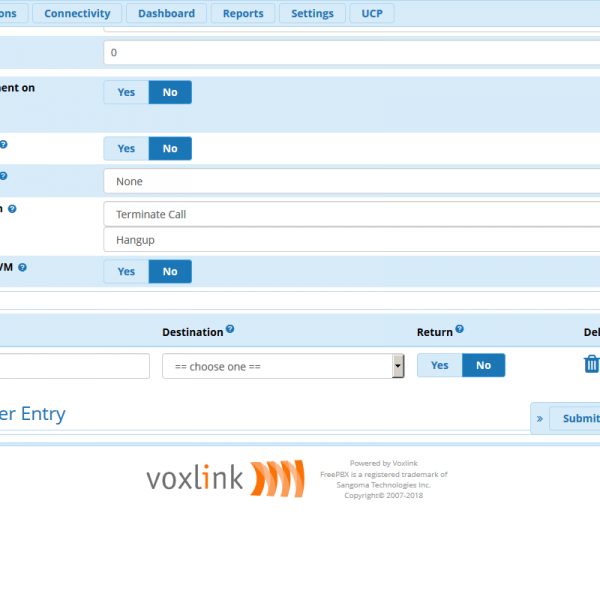 ons Connectivity Dashboard Reports Settings UCP
0
ent on
Yes No
Yes No
None
n
Terminate Call
Hangup
VM Yes No
Destination Return Del
== choose one == Yes No
er Entry
» Submit
voxlink
Powered by Voxlink
FreePBX is a registered trademark of
Sangoma Technologies Inc.
Copyright© 2007-2018